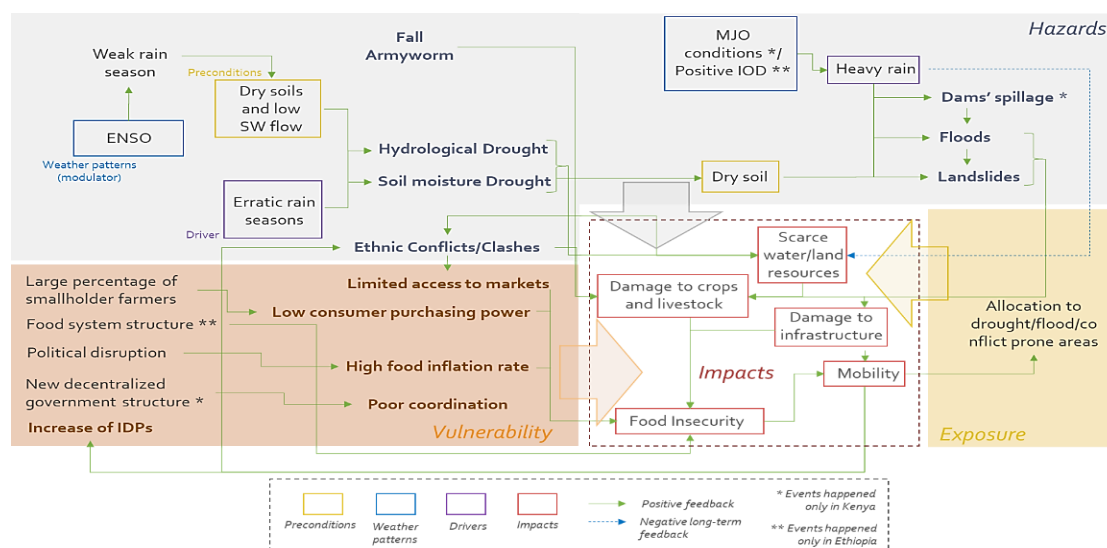 Hazards
Weak rain
season
Preconditions
Dry soils
and low
SW flow
ENSO
Weather patterns
(modulator)
Fall
Armyworm
MJO
conditions */
Positive IOD **
Heavy rain
Dams' spillage *
Floods
Landslides
Hydrological Drought
Soil moisture Drought
Dry soil
Erratic rain
seasons
Driver
Ethnic Conflicts/Clashes
Scarce
water/land
resources
Large percentage of
smallholder farmers
Food system structure **
Political disruption
New decentralized
government structure *
Increase of IDPs
Limited access to markets
Low consumer purchasing power
High food inflation rate
Poor coordination
Vulnerability
Damage to crops
and livestock
Damage to
infrastructure
Impacts
Mobility
Food Insecurity
Allocation to
drought/flood/co
nflict prone areas
Exposure
Preconditions
Weather
patterns
Drivers
Impacts
Positive feedback
Negative long-term
feedback
* Events happened
only in Kenya
** Events happened
only in Ethiopia